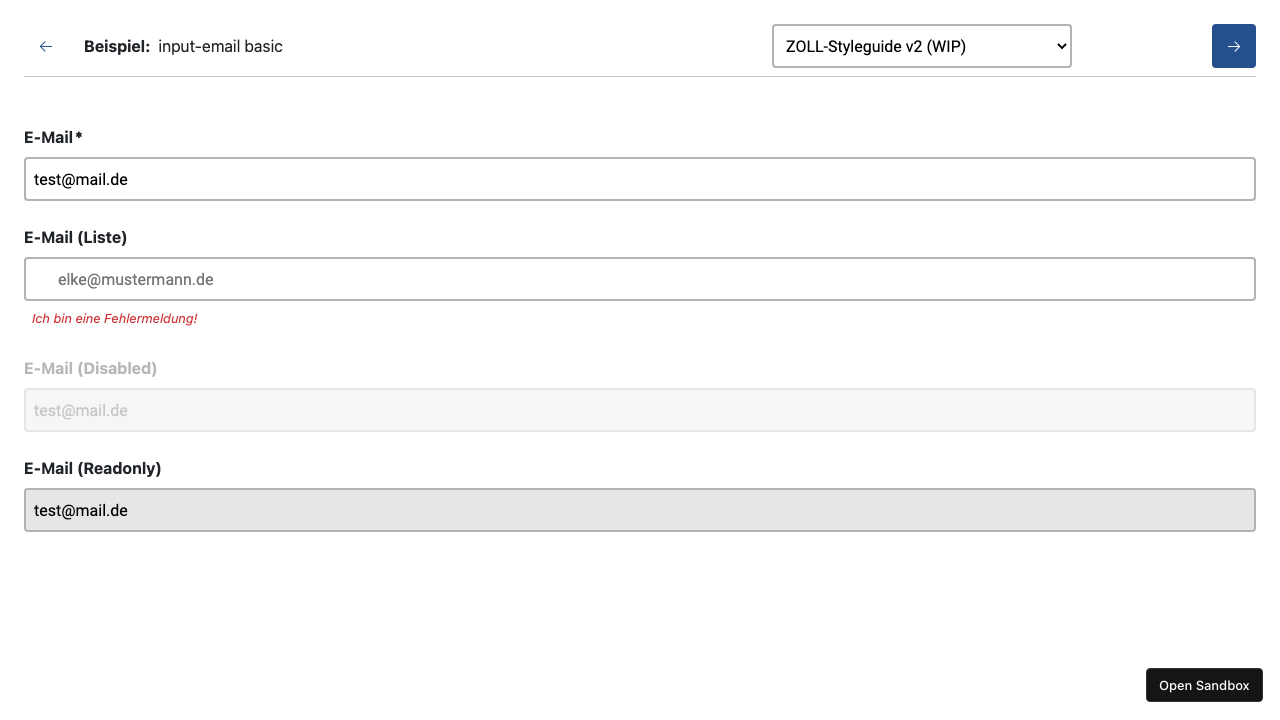 Beispiel: input-email basic
ZOLL-Styleguide v2 (WIP)
E-Mail*
test@mail.de
E-Mail (Liste)
elke@mustermann.de
Ich bin eine Fehlermeldung!
E-Mail (Disabled)
test@mail.de
E-Mail (Readonly)
test@mail.de
Open Sandbox